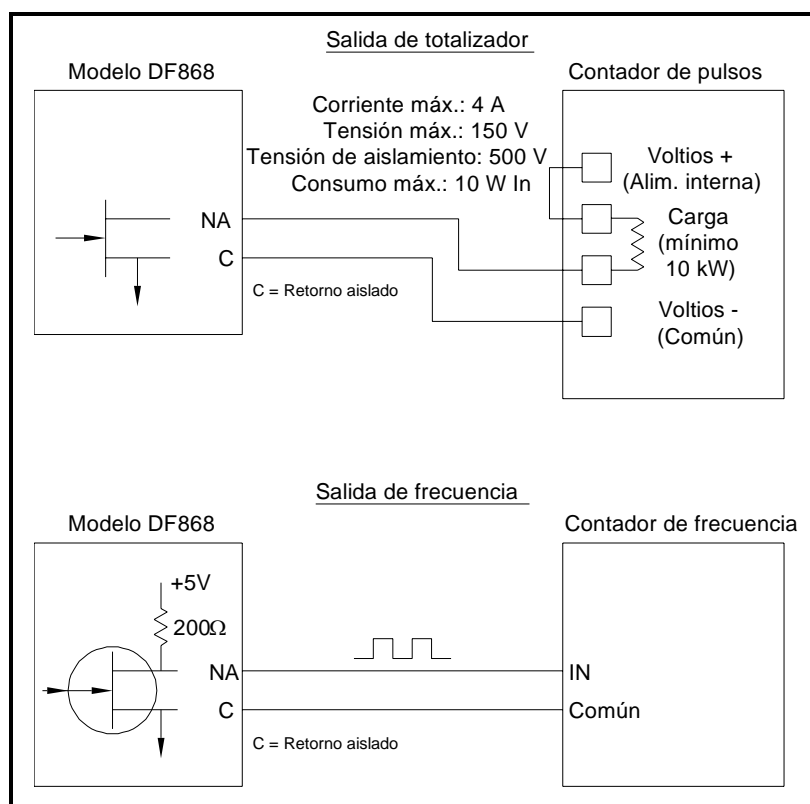 Salida de totalizador
Modelo DF868
Contador de pulsos
Corriente máx.: 4 A
Tensión máx.: 150 V
Tensión de aislamiento: 500 V
Consumo máx.: 10 W In
Voltios +
(Alim. interna)
NA
Carga
(mínimo
10 kW)
C
C = Retorno aislado
Voltios -
(Común)
Salida de frecuencia
Modelo DF868
Contador de frecuencia
+5V
200Ω
NA
IN
C
Común
C = Retorno aislado